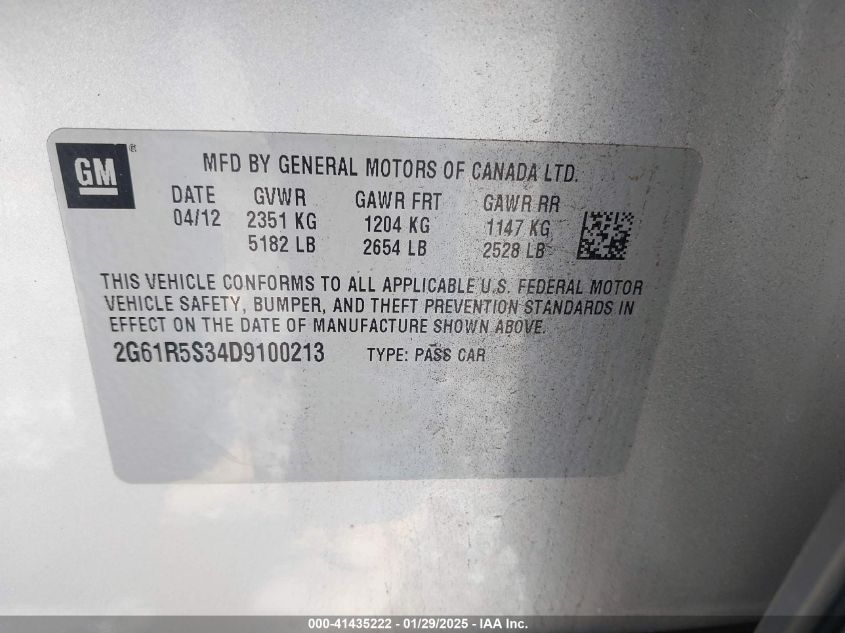 GM®
MFD BY GENERAL MOTORS OF CANADA LTD.
DATE GVWR GAWR FRT GAWR RR
04/12 2351 KG 1204 KG 1147 KG
5182 LB 2654 LB 2528 LB
THIS VEHICLE CONFORMS TO ALL APPLICABLE U.S. FEDERAL MOTOR
VEHICLE SAFETY, BUMPER, AND THEFT PREVENTION STANDARDS IN
EFFECT ON THE DATE OF MANUFACTURE SHOWN ABOVE.
2G61R5S34D9100213 TYPE: PASS CAR
000-41435222 - 01/29/2025 - IAA Inc.